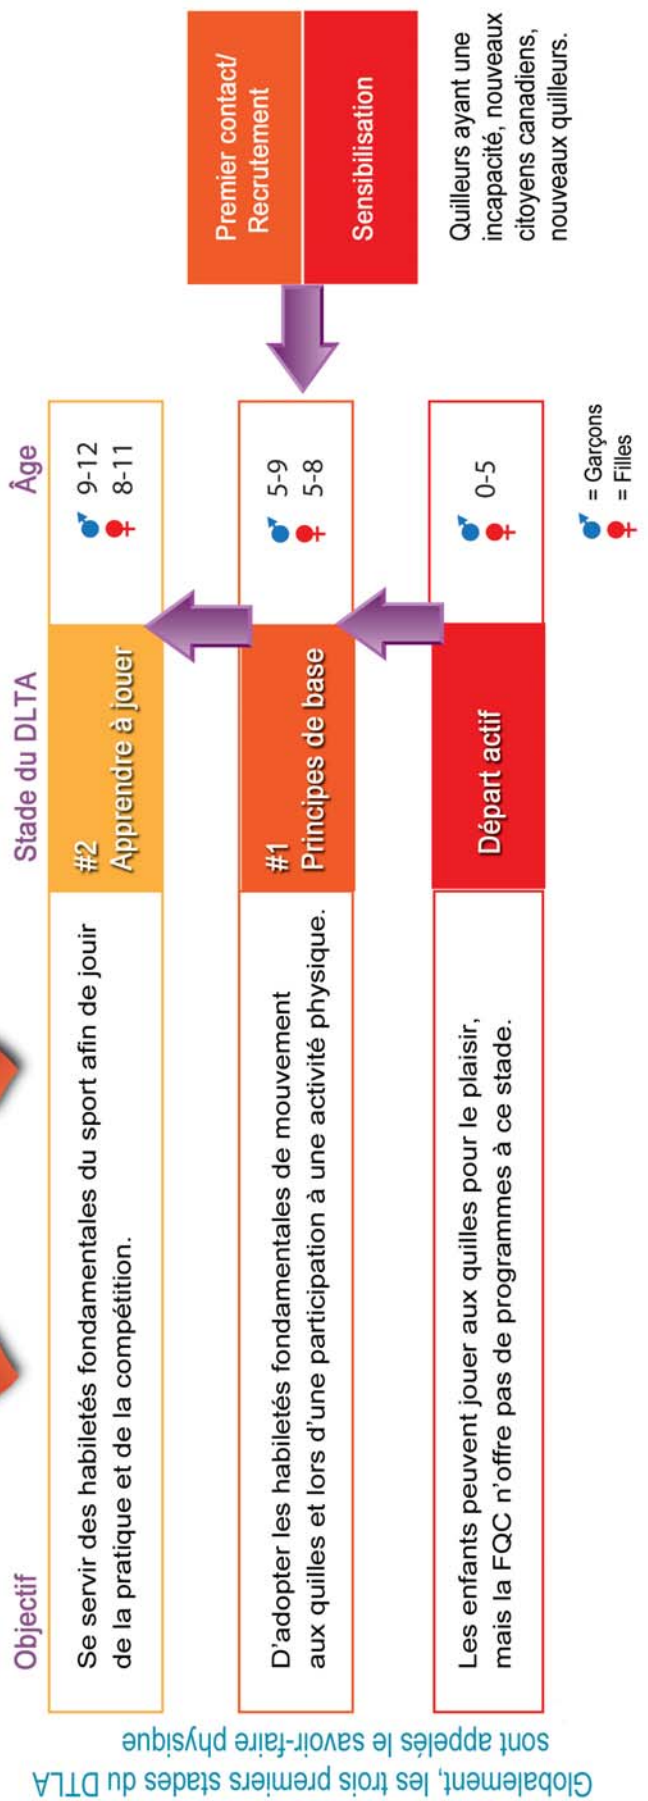 Objectif
Stade du DLTA
Âge
Se servir des habiletés fondamentales du sport afin de jouir
de la pratique et de la compétition.
#2
Apprendre à jouer
9-12
8-11
D'adopter les habiletés fondamentales de mouvement
aux quilles et lors d'une participation à une activité physique.
#1
Principes de base
5-9
5-8
Les enfants peuvent jouer aux quilles pour le plaisir,
mais la FQC n'offre pas de programmes à ce stade.
Départ actif
0-5
= Garçons
= Filles
Premier contact/
Recrutement
Sensibilisation
Quilleurs ayant une
incapacité, nouveaux
citoyens canadiens,
nouveaux quilleurs.
Globalement, les trois premiers stades du DTLA
sont appelés le savoir-faire physique